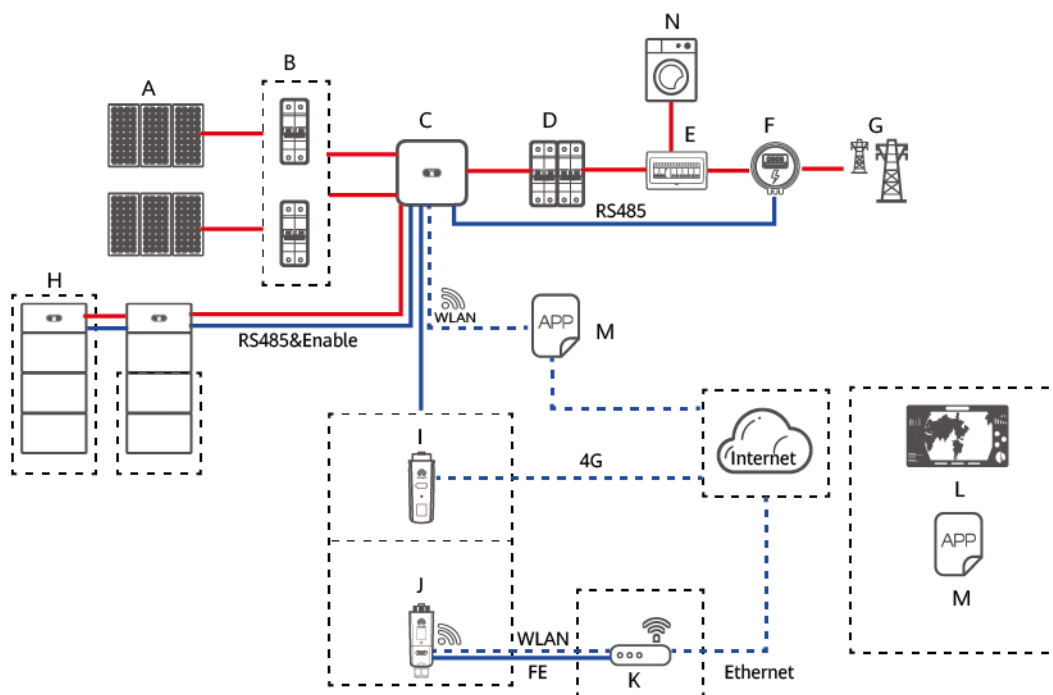 N
A
B
C
D
E
F
G
RS485
H
WLAN
APP
M
RS485&Enable
I
4G
Internet
L
APP
M
J
WLAN
FE
K
Ethernet